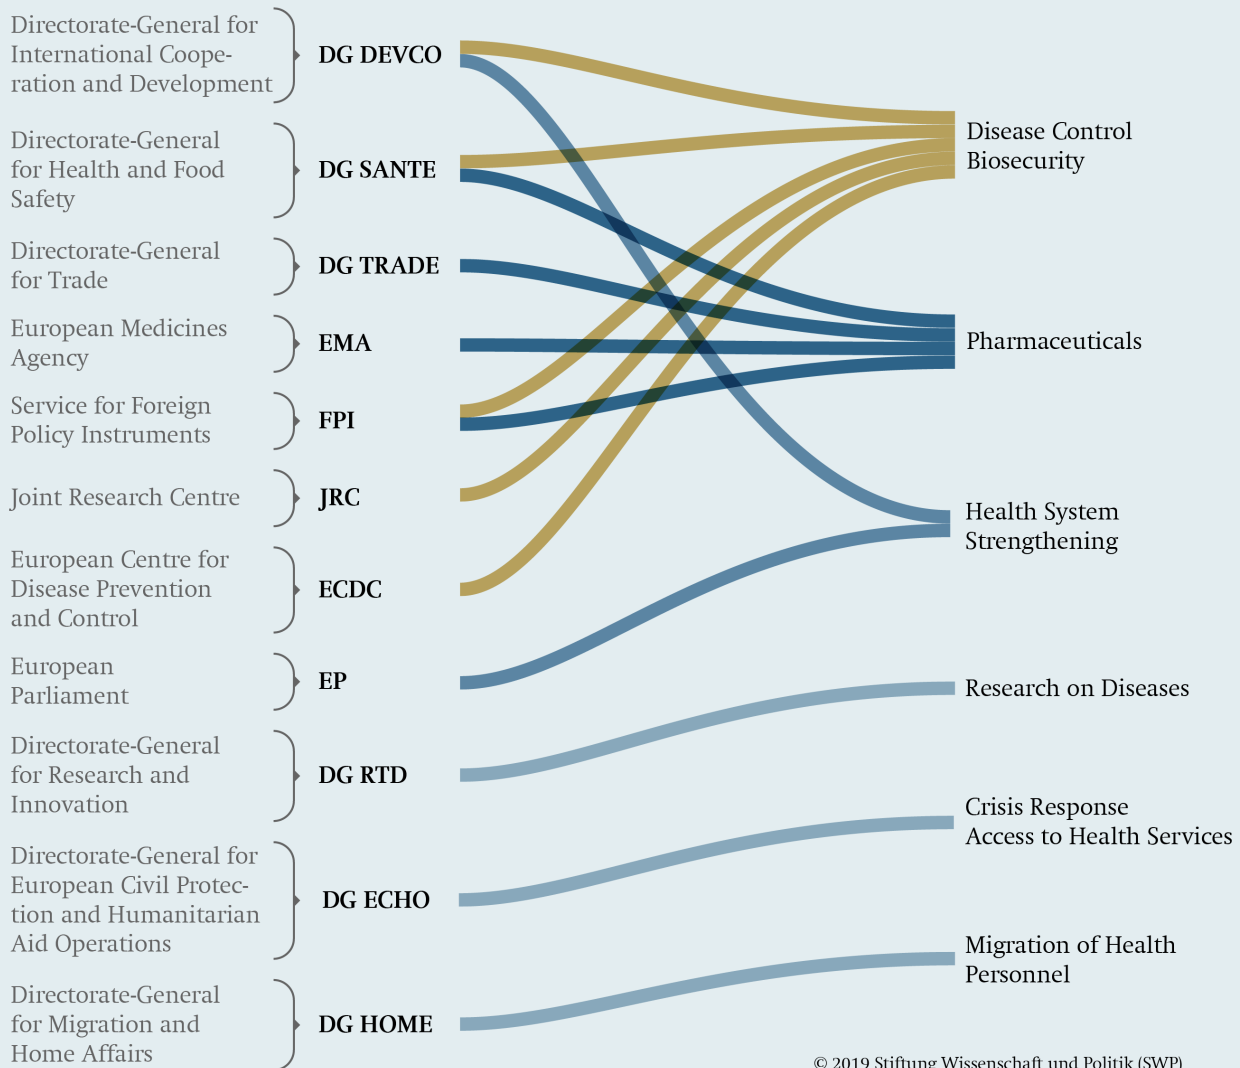 Directorate-General for
International Coope-
ration and Development
DG DEVCO
Directorate-General
for Health and Food
Safety
DG SANTE
Directorate-General
for Trade
DG TRADE
European Medicines
Agency
EMA
Service for Foreign
Policy Instruments
FPI
Joint Research Centre
JRC
European Centre for
Disease Prevention
and Control
ECDC
European
Parliament
EP
Directorate-General
for Research and
Innovation
DG RTD
Directorate-General for
European Civil Protec-
tion and Humanitarian
Aid Operations
DG ECHO
Directorate-General
for Migration and
Home Affairs
DG HOME
Disease Control
Biosecurity
Pharmaceuticals
Health System
Strengthening
Research on Diseases
Crisis Response
Access to Health Services
Migration of Health
Personnel
© 2019 Stiftung Wissenschaft und Politik (SWP)